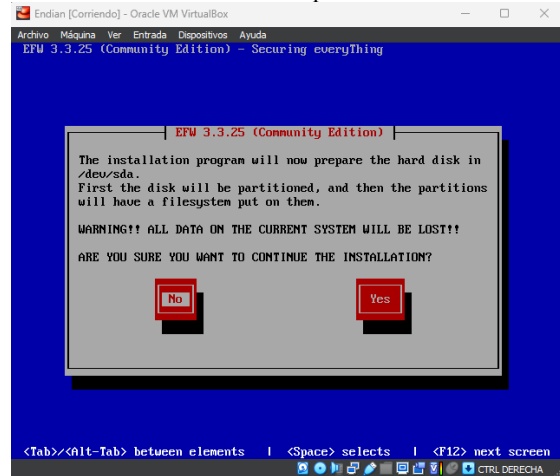 Endian [Corriendo] - Oracle VM VirtualBox
Archivo Máquina Ver Entrada Dispositivos Ayuda
EFW 3.3.25 (Community Edition) - Securing everyThing
EFW 3.3.25 (Community Edition)
The installation program will now prepare the hard disk in
/dev/sda.
First the disk will be partitioned, and then the partitions
will have a filesystem put on them.
WARNING!! ALL DATA ON THE CURRENT SYSTEM WILL BE LOST!!
ARE YOU SURE YOU WANT TO CONTINUE THE INSTALLATION?
No Yes
<Tab>/<Alt-Tab> between elements | <Space> selects | <F12> next screen
CTRL DERECHA